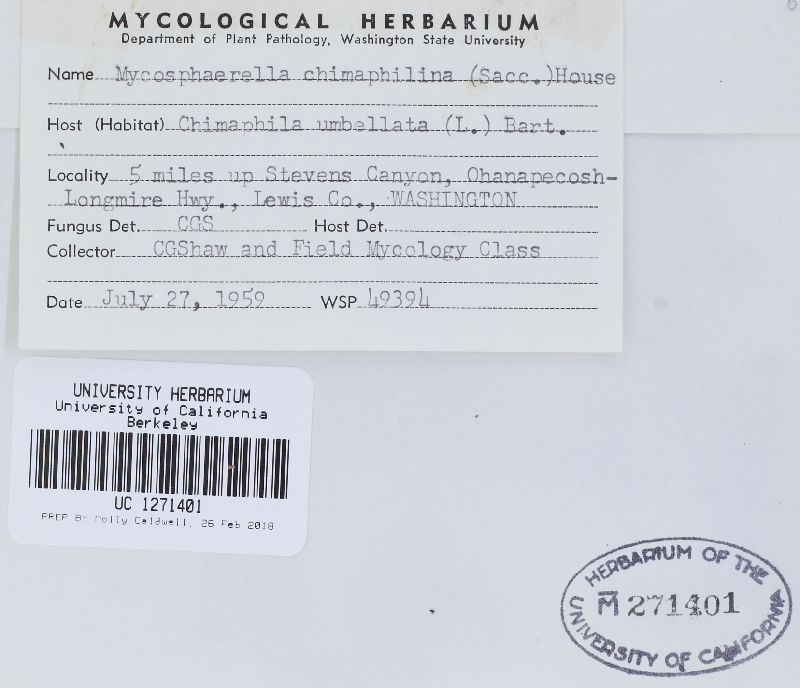 MYCOLOGICAL HERBARIUM
Department of Plant Pathology, Washington State University
Name Mycosphaerella chimaphilina (Sacc.)House
Host (Habitat) Chimaphila umbellata (L.) Bart.
Locality 5 miles up Stevens Canyon, Ohanapecosh-
Longmire Hwy., Lewis Co., WASHINGTON
Fungus Det. CGS Host Det.
Collector CGShaw and Field Mycology Class
Date July 27, 1959 WSP 49394
UNIVERSITY HERBARIUM
University of California
Berkeley
UC 1271401
PREP BY Molly Caldwell, 26 Feb 2018
HERBARIUM OF THE
M̅ 271401
UNIVERSITY OF CALIFORNIA